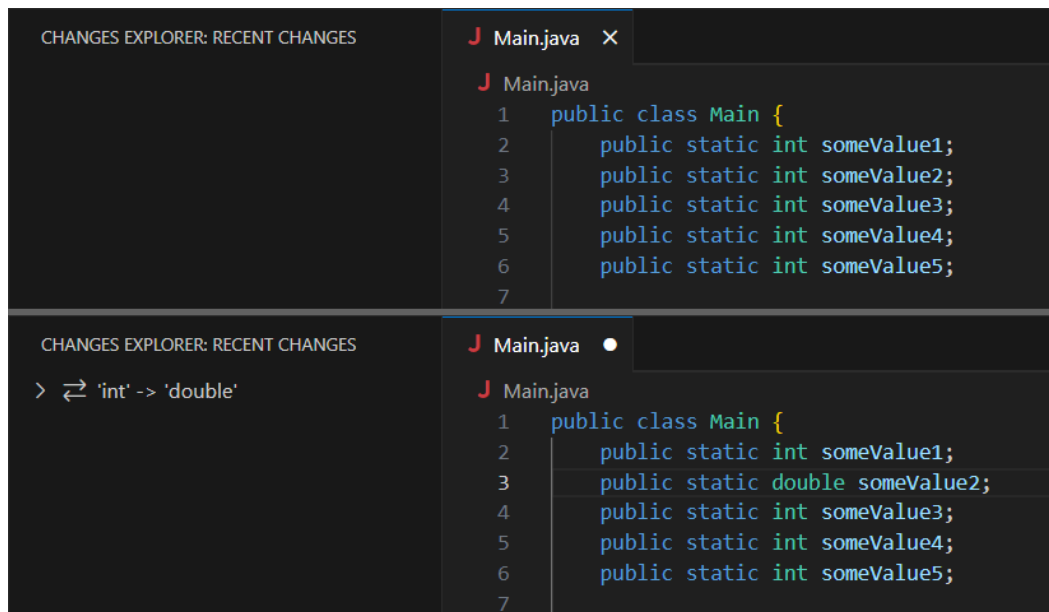 CHANGES EXPLORER: RECENT CHANGES
J Main.java
J Main.java
1 public class Main {
2 public static int someValue1;
3 public static int someValue2;
4 public static int someValue3;
5 public static int someValue4;
6 public static int someValue5;
7
CHANGES EXPLORER: RECENT CHANGES
'int' -> 'double'
J Main.java
J Main.java
1 public class Main {
2 public static int someValue1;
3 public static double someValue2;
4 public static int someValue3;
5 public static int someValue4;
6 public static int someValue5;
7